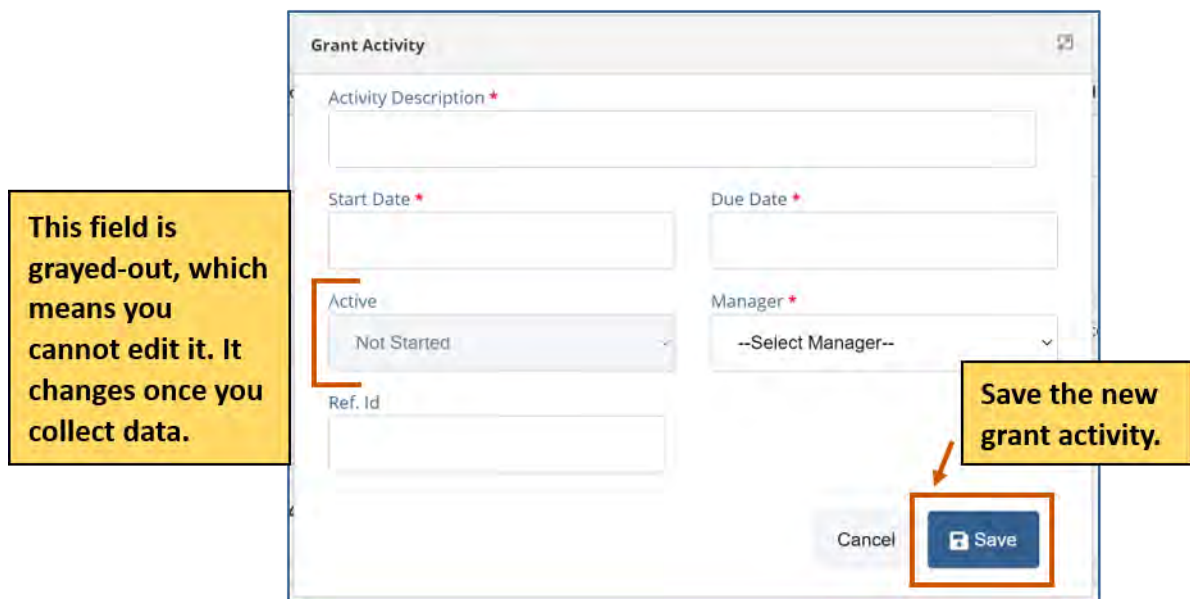 Grant Activity
Activity Description *
Start Date *
Due Date *
Active
Manager *
Not Started
--Select Manager--
Ref. Id
Cancel
Save
This field is
grayed-out, which
means you
cannot edit it. It
changes once you
collect data.
Save the new
grant activity.